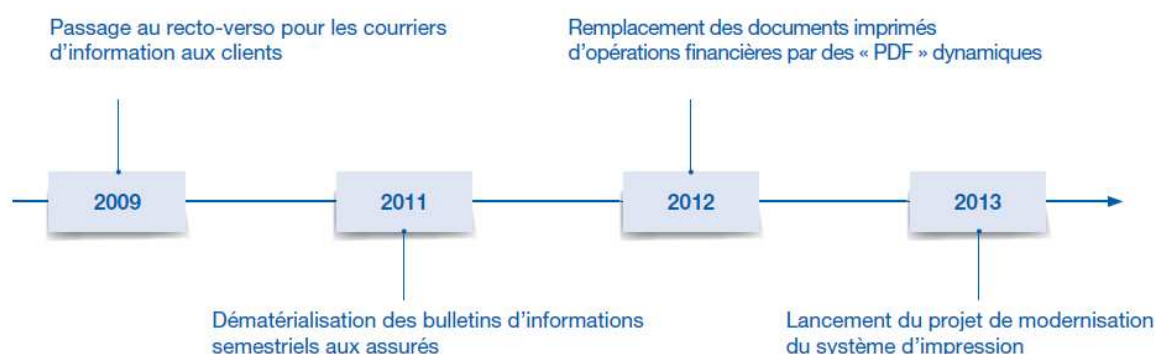 Passage au recto-verso pour les courriers
d’information aux clients
Remplacement des documents imprimés
d’opérations financières par des « PDF » dynamiques
2009
2011
2012
2013
Dématérialisation des bulletins d’informations
semestriels aux assurés
Lancement du projet de modernisation
du système d’impression